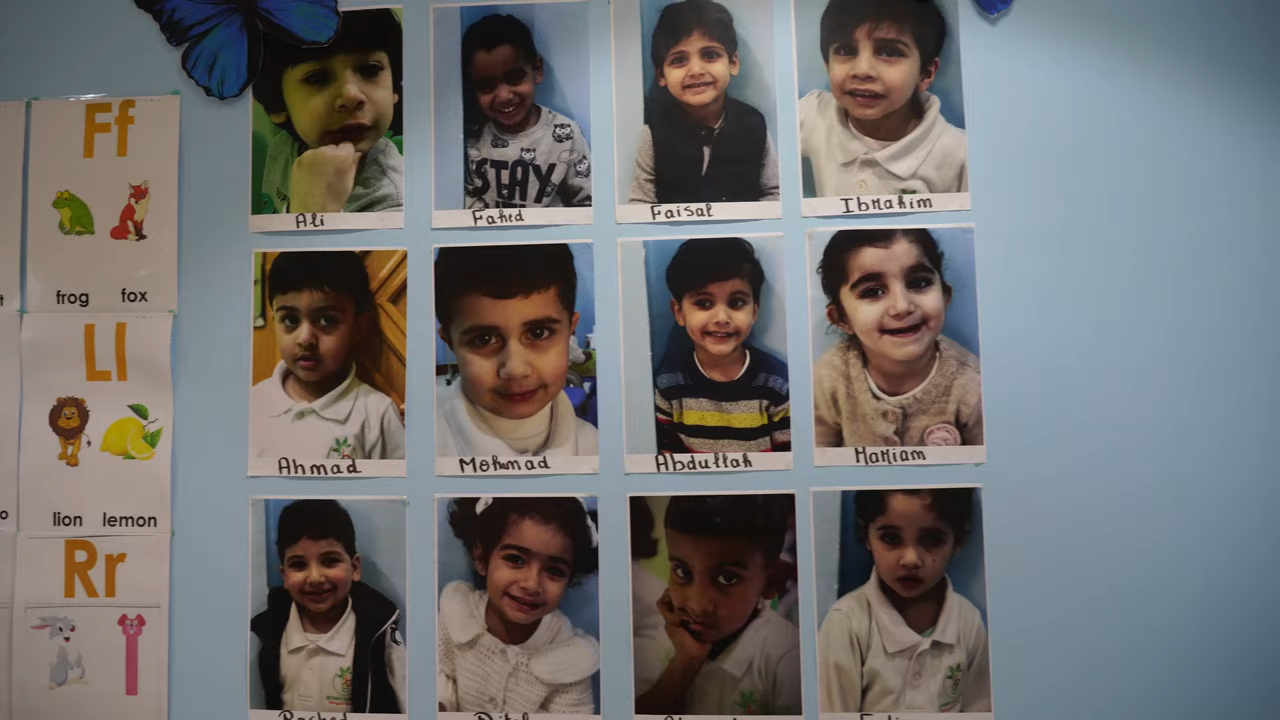 Ff
frog fox
Ll
lion lemon
Rr
STAY
Ali
Fahed
Faisal
Ibrahim
Ahmad
Mohmad
Abdullah
Mariam